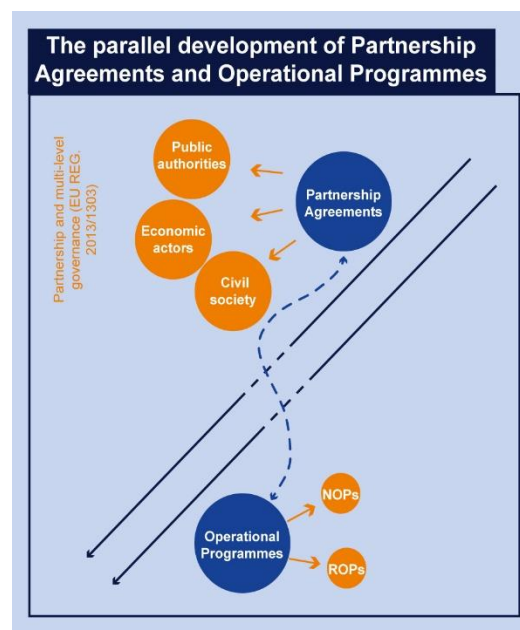 The parallel development of Partnership
Agreements and Operational Programmes
Partnership and multi-level
governance (EU REG.
2013/1303)
Public
authorities
Partnership
Agreements
Economic
actors
Civil
society
NOPs
Operational
Programmes
ROPs